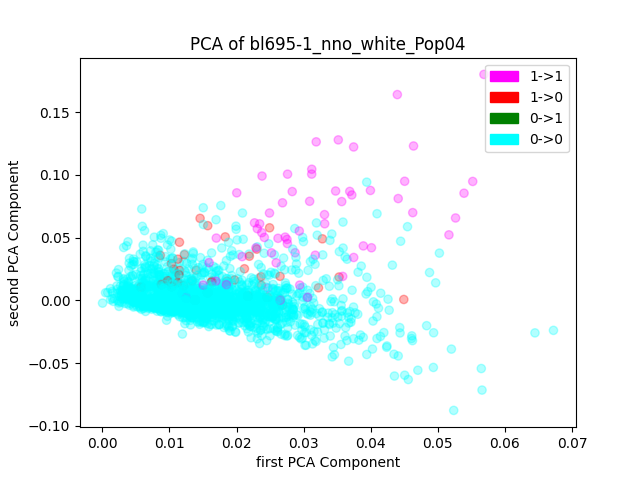 PCA of bl695-1_nno_white_Pop04
1->1
1->0
0->1
0->0
0.15
0.10
0.05
0.00
−0.05
−0.10
second PCA Component
0.00 0.01 0.02 0.03 0.04 0.05 0.06 0.07
first PCA Component